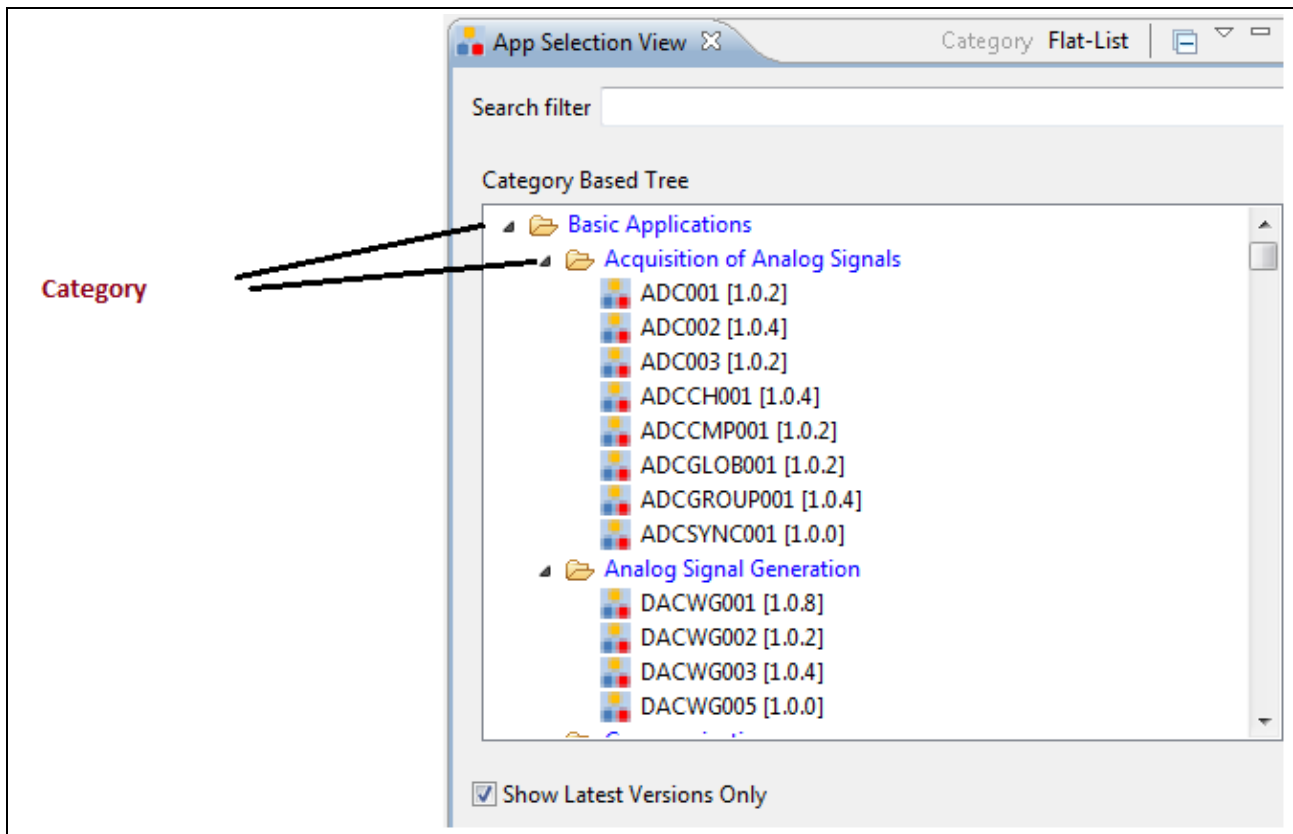 App Selection View
Category Flat-List
Search filter
Category Based Tree
Basic Applications
Acquisition of Analog Signals
Category
ADC001 [1.0.2]
ADC002 [1.0.4]
ADC003 [1.0.2]
ADCCH001 [1.0.4]
ADCCMP001 [1.0.2]
ADCGLOB001 [1.0.2]
ADCGROUP001 [1.0.4]
ADCSYNC001 [1.0.0]
Analog Signal Generation
DACWG001 [1.0.8]
DACWG002 [1.0.2]
DACWG003 [1.0.4]
DACWG005 [1.0.0]
Show Latest Versions Only